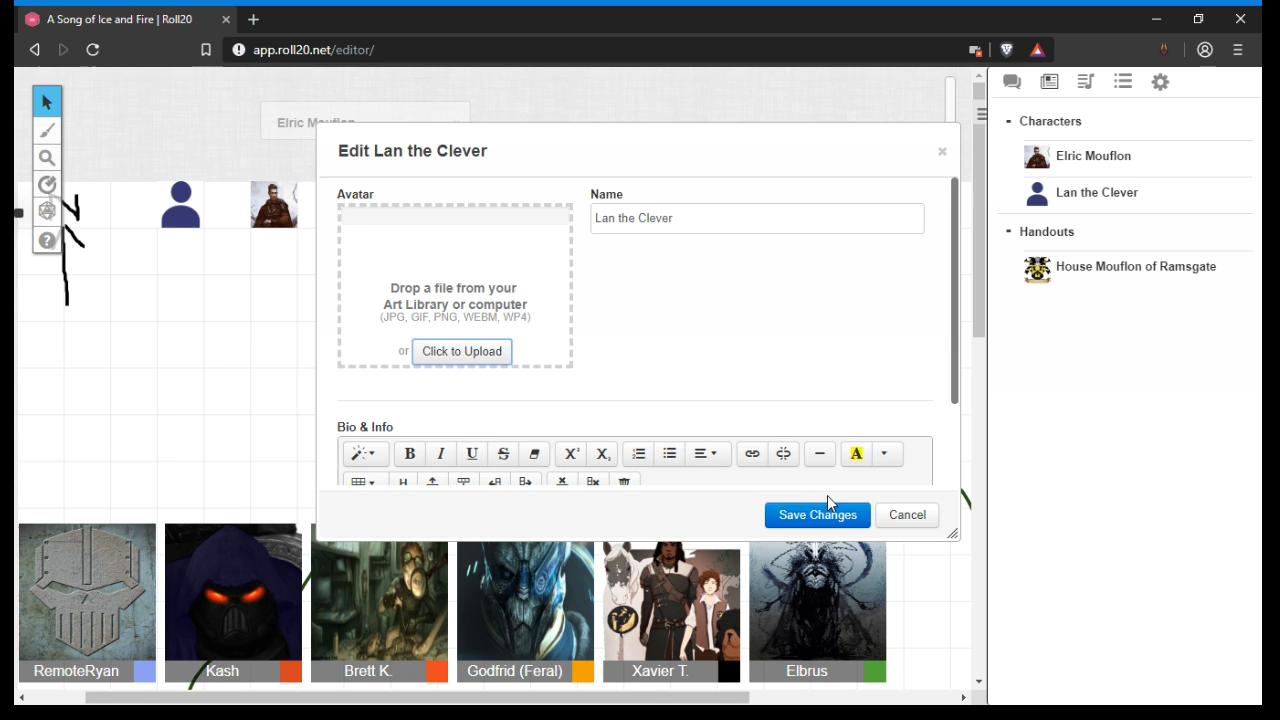 A Song of Ice and Fire | Roll20
app.roll20.net/editor/
Elric Mouflon
Edit Lan the Clever
Avatar
Name
Lan the Clever
Drop a file from your
Art Library or computer
(JPG, GIF, PNG, WEBM, WP4)
or Click to Upload
Bio & Info
Save Changes
Cancel
Characters
Elric Mouflon
Lan the Clever
Handouts
House Mouflon of Ramsgate
RemoteRyan
Kash
Brett K.
Godfrid (Feral)
Xavier T.
Elbrus